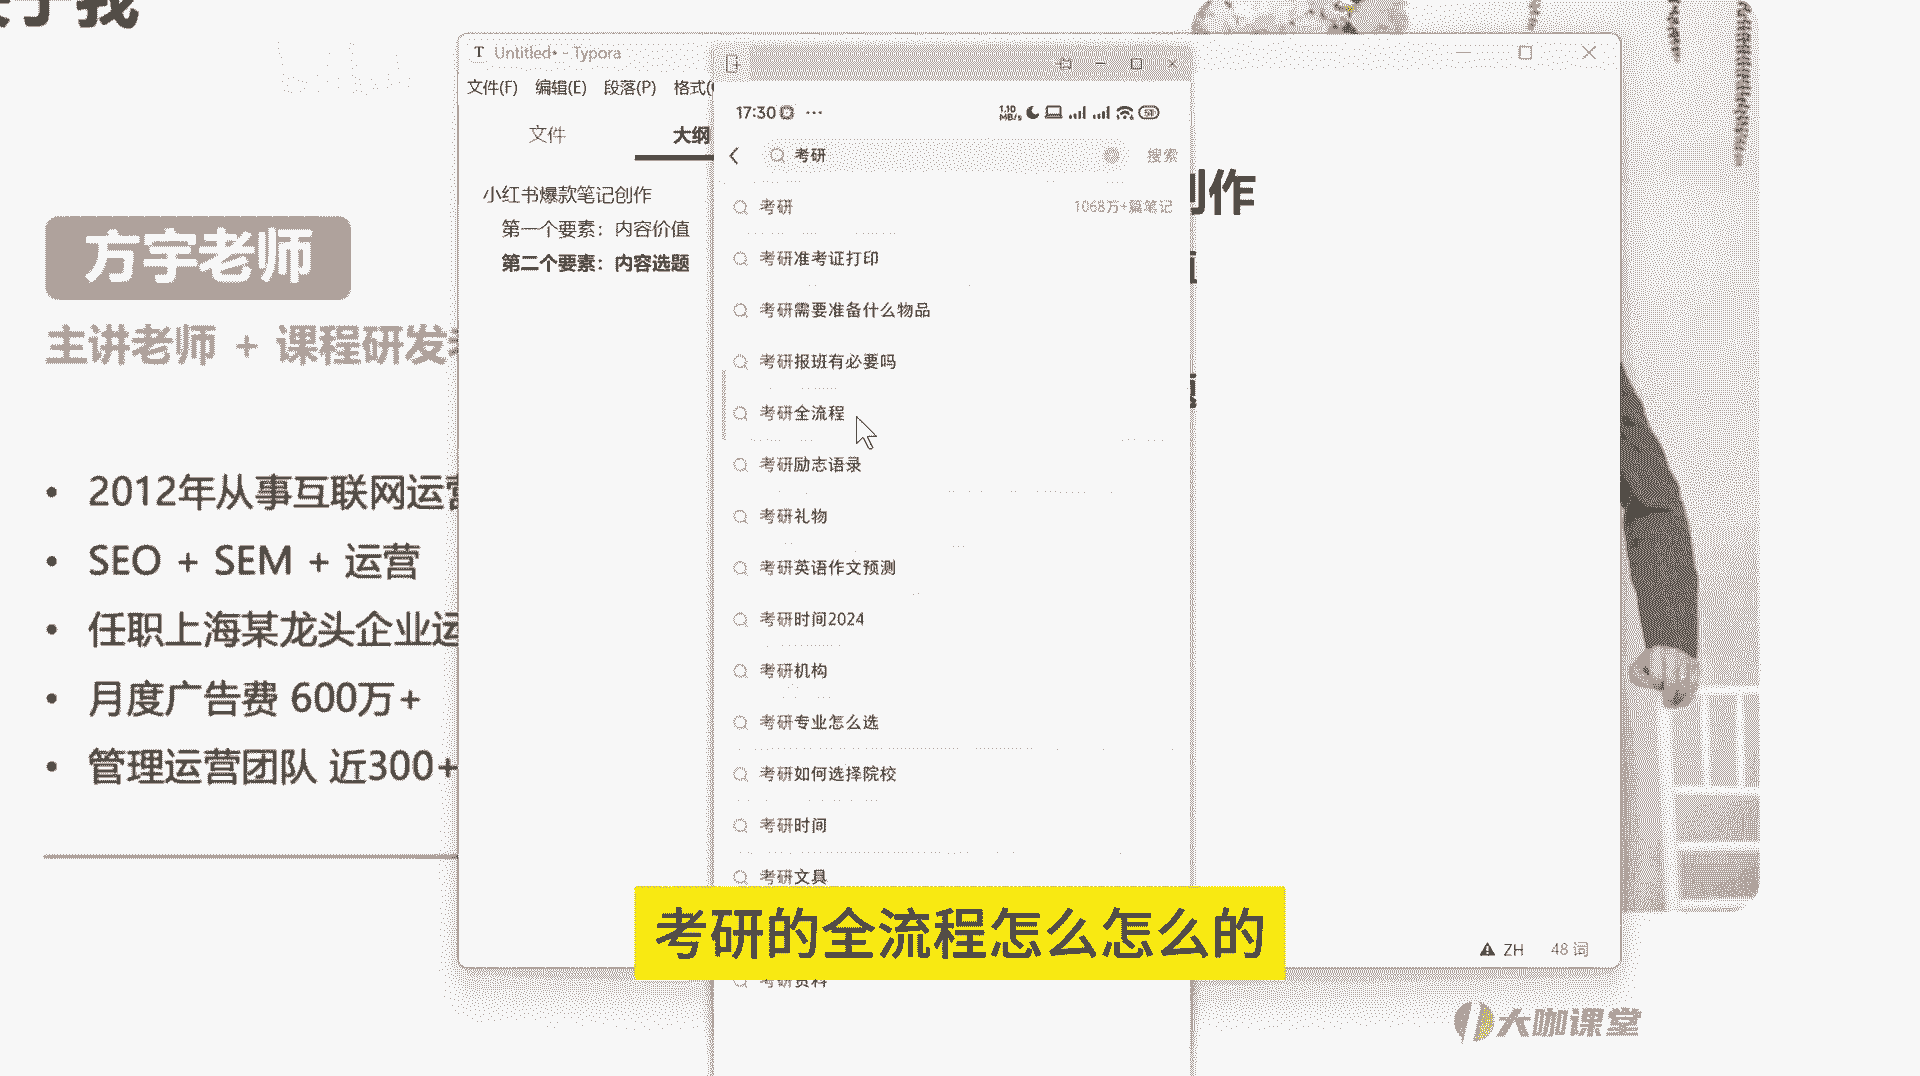 于我
方宇老师
主讲老师 + 课程研发
2012年从事互联网运营
SEO + SEM + 运营
任职上海某龙头企业运
月度广告费 600万+
管理运营团队 近300+
Untitled• - Typora
文件(F) 编辑(E) 段落(P) 格式(
文件 大纲
小红书爆款笔记创作
第一个要素：内容价值
第二个要素：内容选题
创作
17:30
1.10 MB/s
考研 搜索
考研 1068万+篇笔记
考研准考证打印
考研需要准备什么物品
考研报班有必要吗
考研全流程
考研励志语录
考研礼物
考研英语作文预测
考研时间2024
考研机构
考研专业怎么选
考研如何选择院校
考研时间
考研文具
考研的全流程怎么怎么的
考研资料
ZH 48 词
大咖课堂